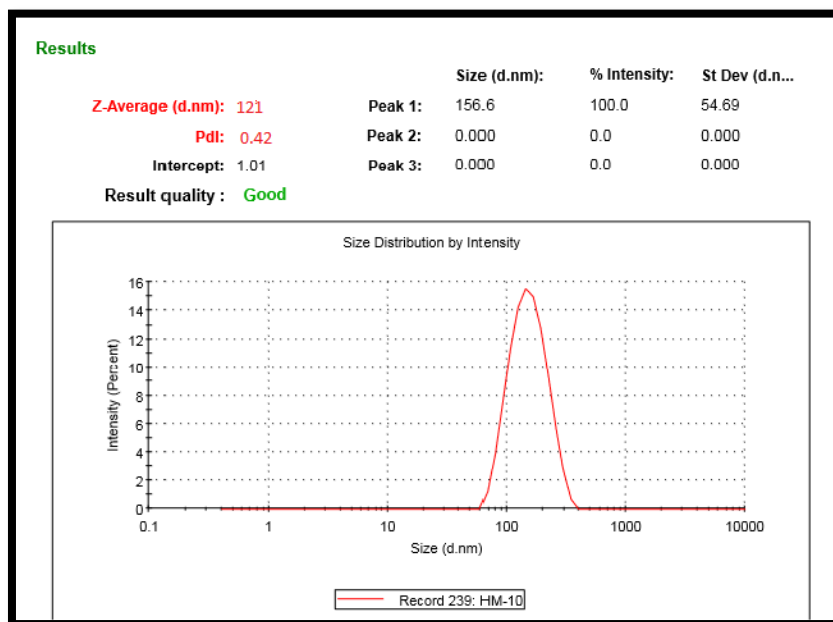 Results
Size (d.nm): % Intensity: St Dev (d.n...
Z-Average (d.nm): 121 Peak 1: 156.6 100.0 54.69
PdI: 0.42 Peak 2: 0.000 0.0 0.000
Intercept: 1.01 Peak 3: 0.000 0.0 0.000
Result quality : Good
Size Distribution by Intensity
Intensity (Percent)
16
14
12
10
8
6
4
2
0
0.1 1 10 100 1000 10000
Size (d.nm)
Record 239: HM-10